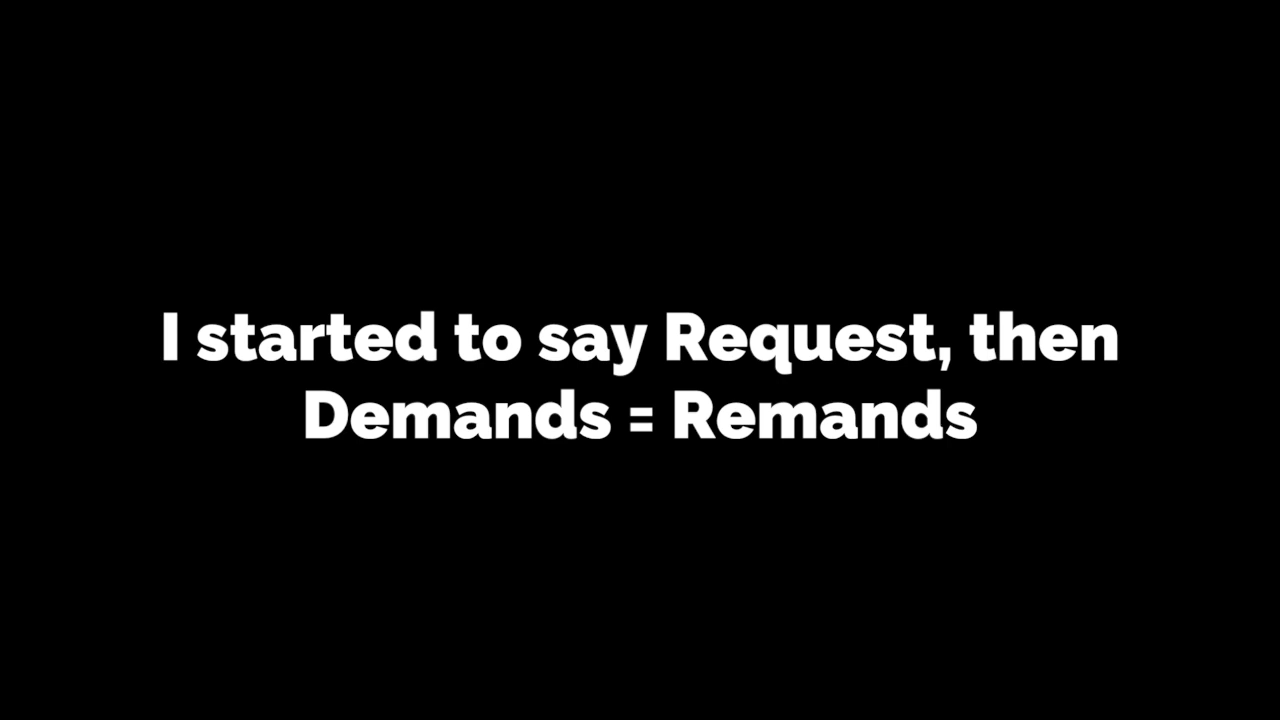 I started to say Request, then
Demands = Remands